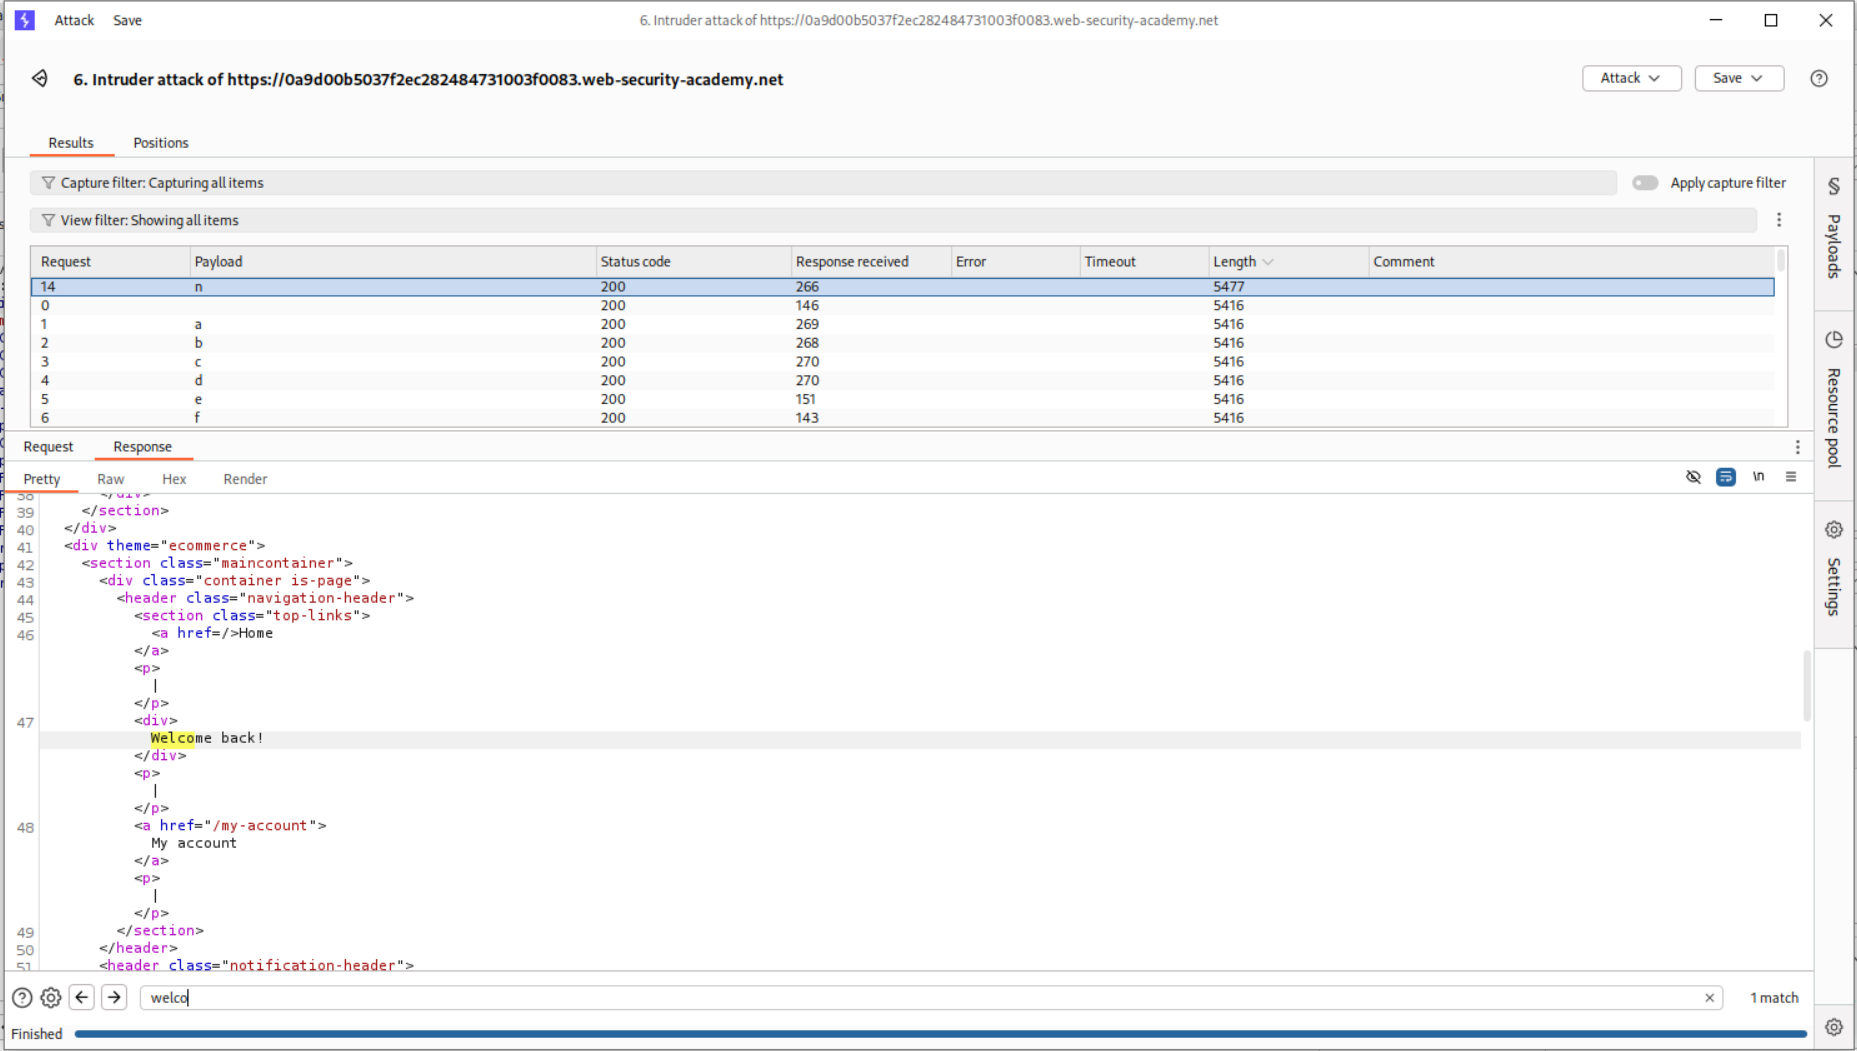 Attack Save 6. Intruder attack of https://0a9d00b5037f2ec282484731003f0083.web-security-academy.net
6. Intruder attack of https://0a9d00b5037f2ec282484731003f0083.web-security-academy.net Attack Save
Results Positions
Capture filter: Capturing all items Apply capture filter
View filter: Showing all items
Request Payload Status code Response received Error Timeout Length Comment
14 n 200 266 5477
0 200 146 5416
1 a 200 269 5416
2 b 200 268 5416
3 c 200 270 5416
4 d 200 270 5416
5 e 200 151 5416
6 f 200 143 5416
Payloads
Resource pool
Settings
Request Response
Pretty Raw Hex Render \n
38 </div>
39 </section>
40 </div>
41 <div theme="ecommerce">
42 <section class="maincontainer">
43 <div class="container is-page">
44 <header class="navigation-header">
45 <section class="top-links">
46 <a href=/>Home
</a>
<p>
|
</p>
47 <div>
Welcome back!
</div>
<p>
|
</p>
48 <a href="/my-account">
My account
</a>
<p>
|
</p>
49 </section>
50 </header>
51 <header class="notification-header">
welco 1 match
Finished